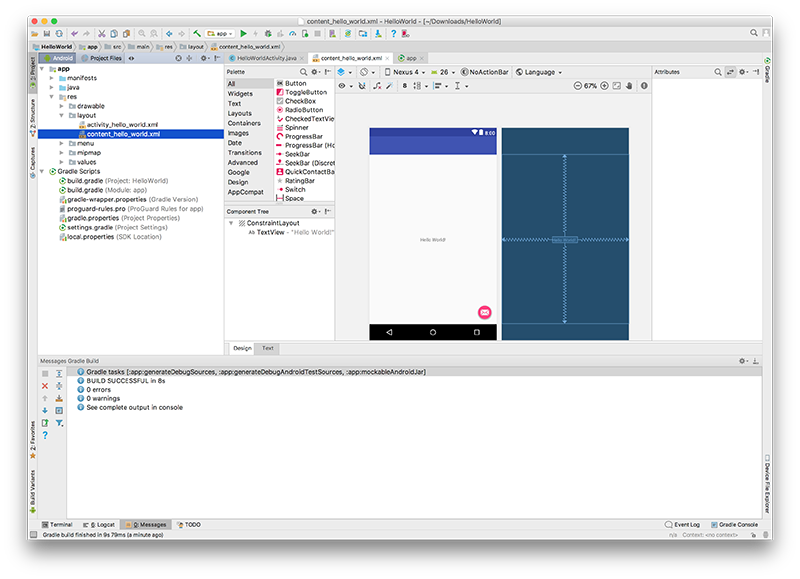 content_hello_world.xml - HelloWorld - [~/Downloads/HelloWorld]
app
HelloWorld app src main res layout content_hello_world.xml
Android Project Files
HelloWorldActivity.java content_hello_world.xml app
1: Project
2: Structure
Captures
2: Favorites
Build Variants
app
manifests
java
res
drawable
layout
activity_hello_world.xml
content_hello_world.xml
menu
mipmap
values
Gradle Scripts
build.gradle (Project: HelloWorld)
build.gradle (Module: app)
gradle-wrapper.properties (Gradle Version)
proguard-rules.pro (ProGuard Rules for app)
gradle.properties (Project Properties)
settings.gradle (Project Settings)
local.properties (SDK Location)
Palette
All
Widgets
Text
Layouts
Containers
Images
Date
Transitions
Advanced
Google
Design
AppCompat
Button
ToggleButton
CheckBox
RadioButton
CheckedTextView
Spinner
ProgressBar
ProgressBar (Ho
SeekBar
SeekBar (Discret
QuickContactBa
RatingBar
Switch
Space
Component Tree
ConstraintLayout
Ab TextView - "Hello World!"
Nexus 4 26 NoActionBar Language
8
67%
8:00
Hello World!
Hello World!
Attributes
Gradle
Device File Explorer
Design Text
Messages Gradle Build
Gradle tasks [:app:generateDebugSources, :app:generateDebugAndroidTestSources, :app:mockableAndroidJar]
BUILD SUCCESSFUL in 8s
0 errors
0 warnings
See complete output in console
Terminal 6: Logcat 0: Messages TODO
Event Log Gradle Console
Gradle build finished in 9s 79ms (a minute ago)
n/a Context: <no context>